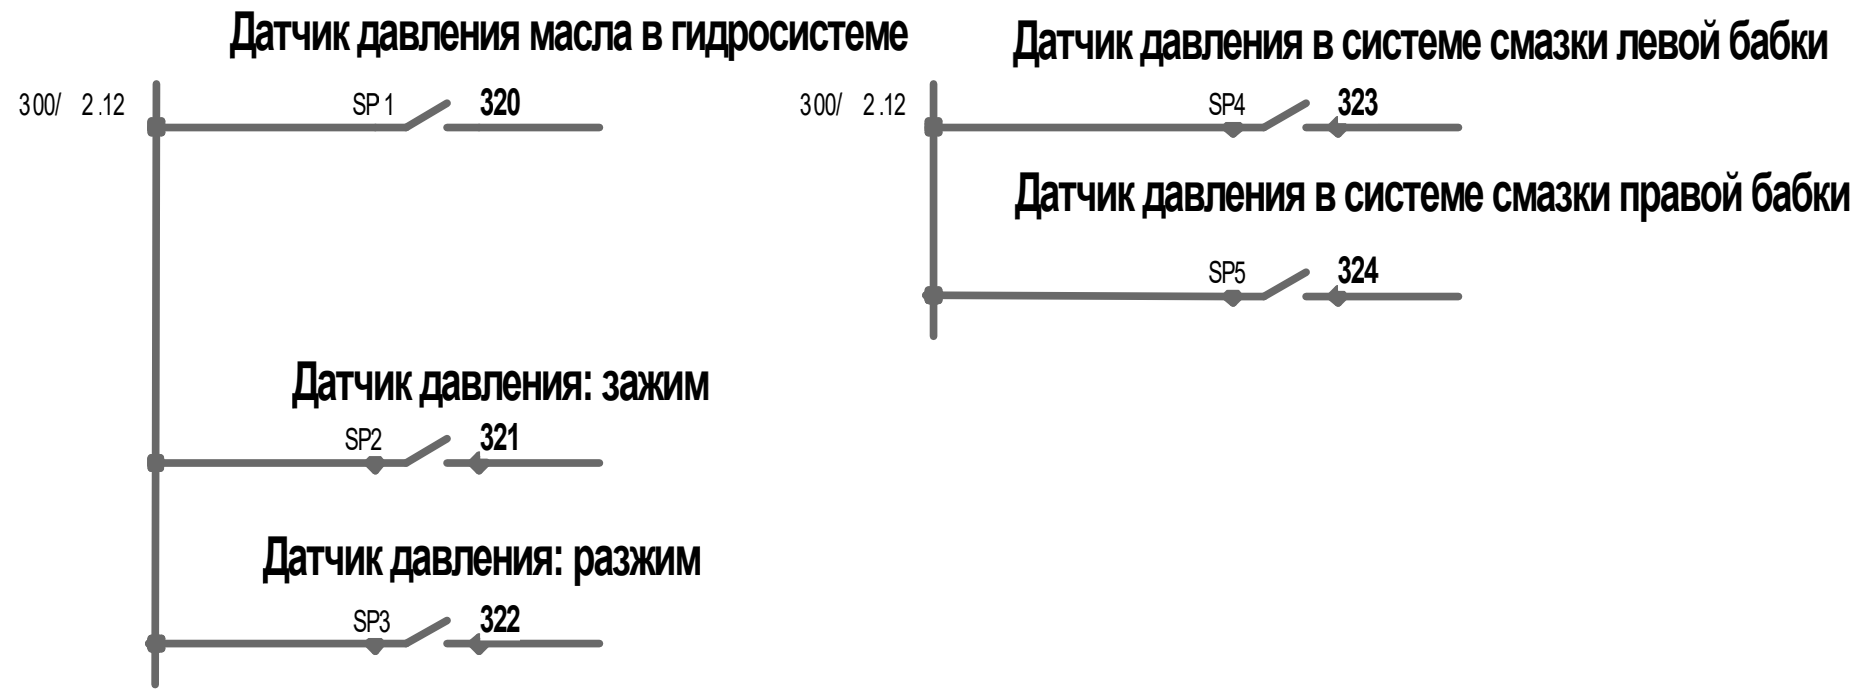 Датчик давления масла в гидросистеме
300/ 2.12 SP1 320
Датчик давления: зажим
SP2 321
Датчик давления: разжим
SP3 322
Датчик давления в системе смазки левой бабки
300/ 2.12 SP4 323
Датчик давления в системе смазки правой бабки
SP5 324